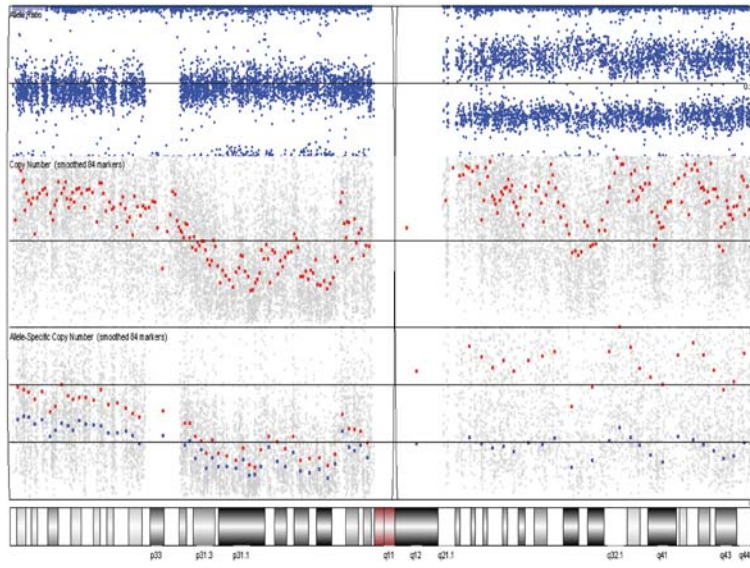 Allele Ratio
0.
Copy Number (smoothed 84 markers)
Allele-Specific Copy Number (smoothed 84 markers)
p33 p31.3 p31.1 q11 q12 q21.1 q32.1 q41 q43 q44